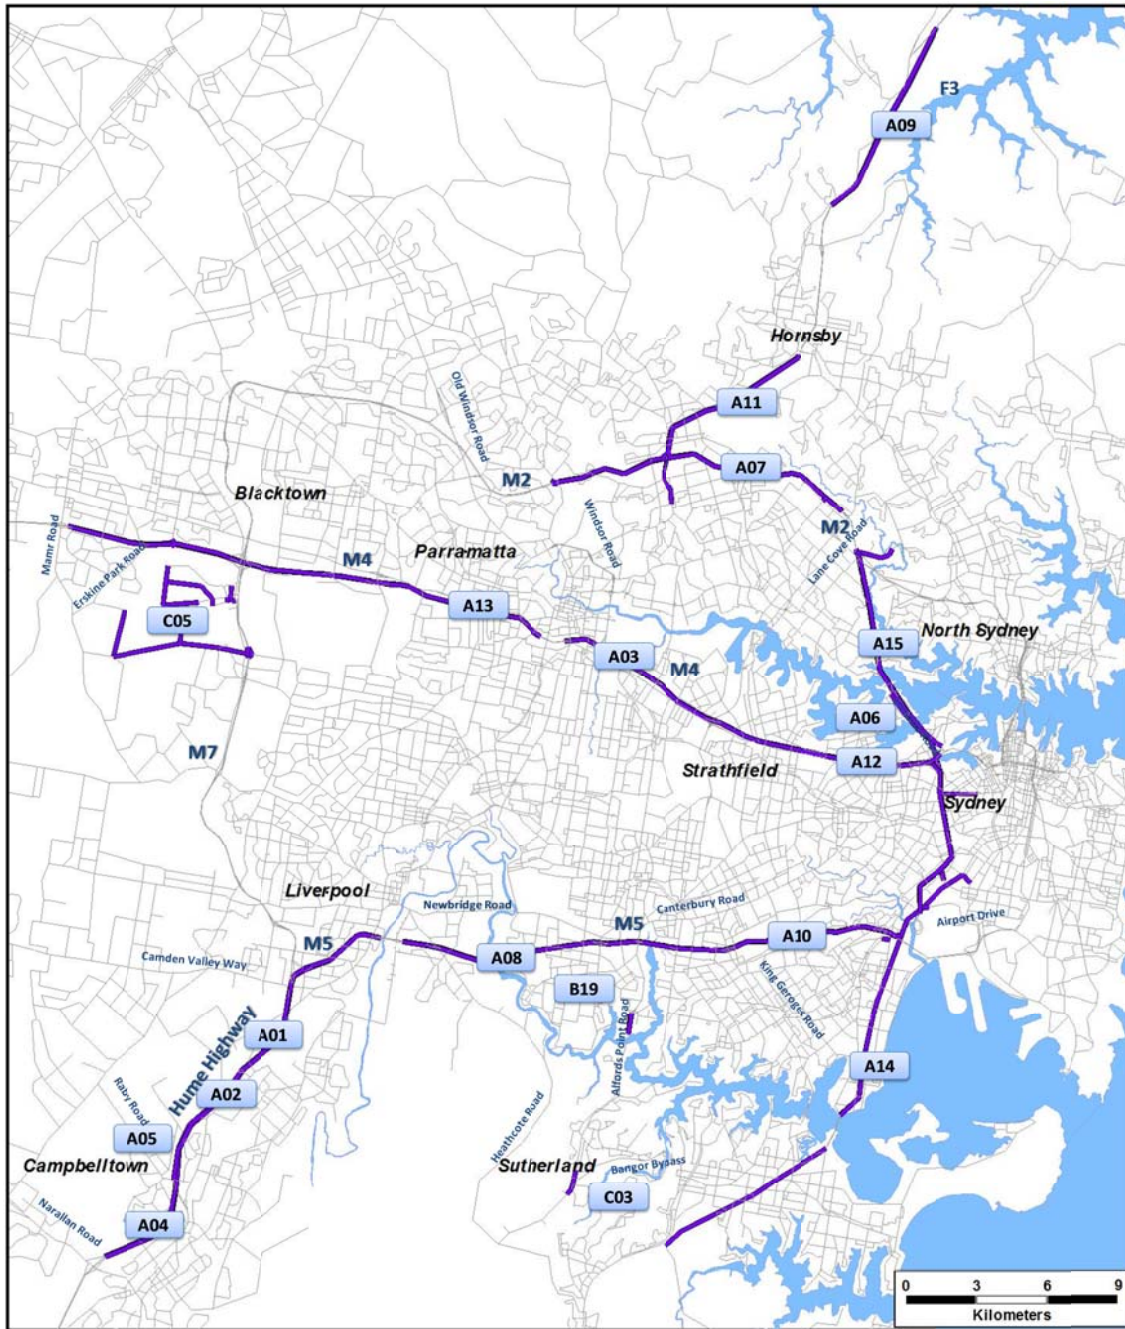 F3
A09
Hornsby
A11
Old Windsor Road
M2
A07
Blacktown
Windsor Road
M2
Lane Cove Road
Mamr Road
Erskine Park Road
M4
Parramatta
A13
C05
A15
North Sydney
A03
M4
A06
M7
Strathfield
A12
Sydney
Liverpool
Newbridge Road
Canterbury Road
Airport Drive
M5
M5
A10
Camden Valley Way
A08
B19
King Geroges Road
Alfords Point Road
Hume Highway
A01
A14
A02
Raby Road
A05
Heathcote Road
Campbelltown
Sutherland
Bangor Bypass
C03
Narallan Road
A04
0 3 6 9
Kilometers